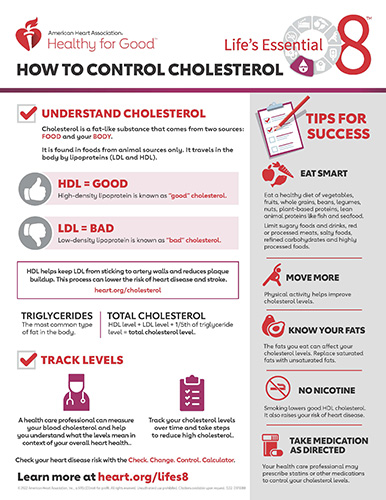 American Heart Association®
Healthy for Good™
Life's Essential 8™
HOW TO CONTROL CHOLESTEROL
UNDERSTAND CHOLESTEROL
Cholesterol is a fat-like substance that comes from two sources:
FOOD and your BODY.
It is found in foods from animal sources only. It travels in the
body by lipoproteins (LDL and HDL).
HDL = GOOD
High-density lipoprotein is known as "good" cholesterol.
LDL = BAD
Low-density lipoprotein is known as "bad" cholesterol.
HDL helps keep LDL from sticking to artery walls and reduces plaque
buildup. This process can lower the risk of heart disease and stroke.
heart.org/cholesterol
TRIGLYCERIDES
The most common type
of fat in the body.
TOTAL CHOLESTEROL
HDL level + LDL level + 1/5th of triglyceride
level = total cholesterol level.
TRACK LEVELS
A health care professional can measure
your blood cholesterol and help
you understand what the levels mean in
context of your overall heart health..
Track your cholesterol levels
over time and take steps
to reduce high cholesterol.
Check your heart disease risk with the Check. Change. Control. Calculator.
Learn more at heart.org/lifes8
TIPS FOR
SUCCESS
EAT SMART
Eat a healthy diet of vegetables,
fruits, whole grains, beans, legumes,
nuts, plant-based proteins, lean
animal proteins like fish and seafood.
Limit sugary foods and drinks, red
or processed meats, salty foods,
refined carbohydrates and highly
processed foods.
MOVE MORE
Physical activity helps improve
cholesterol levels.
KNOW YOUR FATS
The fats you eat can affect your
cholesterol levels. Replace saturated
fats with unsaturated fats.
NO NICOTINE
Smoking lowers good HDL cholesterol.
It also raises your risk of heart disease.
TAKE MEDICATION
AS DIRECTED
Your health care professional may
prescribe statins or other medications
to control your cholesterol levels.